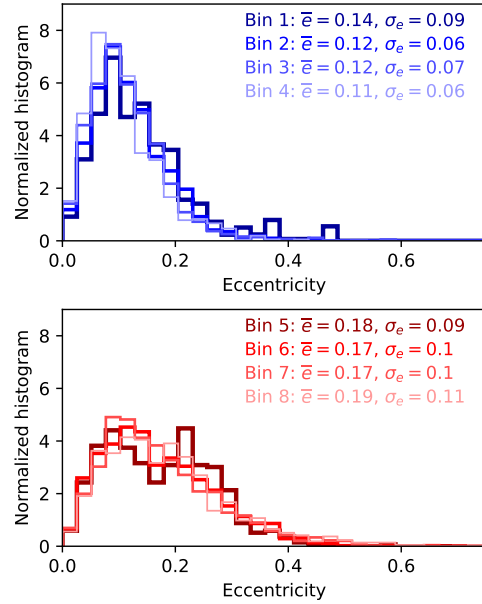 Normalized histogram
8
6
4
2
0
Bin 1: e̅ = 0.14, σₑ = 0.09
Bin 2: e̅ = 0.12, σₑ = 0.06
Bin 3: e̅ = 0.12, σₑ = 0.07
Bin 4: e̅ = 0.11, σₑ = 0.06
0.0 0.2 0.4 0.6
Eccentricity
Normalized histogram
8
6
4
2
0
Bin 5: e̅ = 0.18, σₑ = 0.09
Bin 6: e̅ = 0.17, σₑ = 0.1
Bin 7: e̅ = 0.17, σₑ = 0.1
Bin 8: e̅ = 0.19, σₑ = 0.11
0.0 0.2 0.4 0.6
Eccentricity